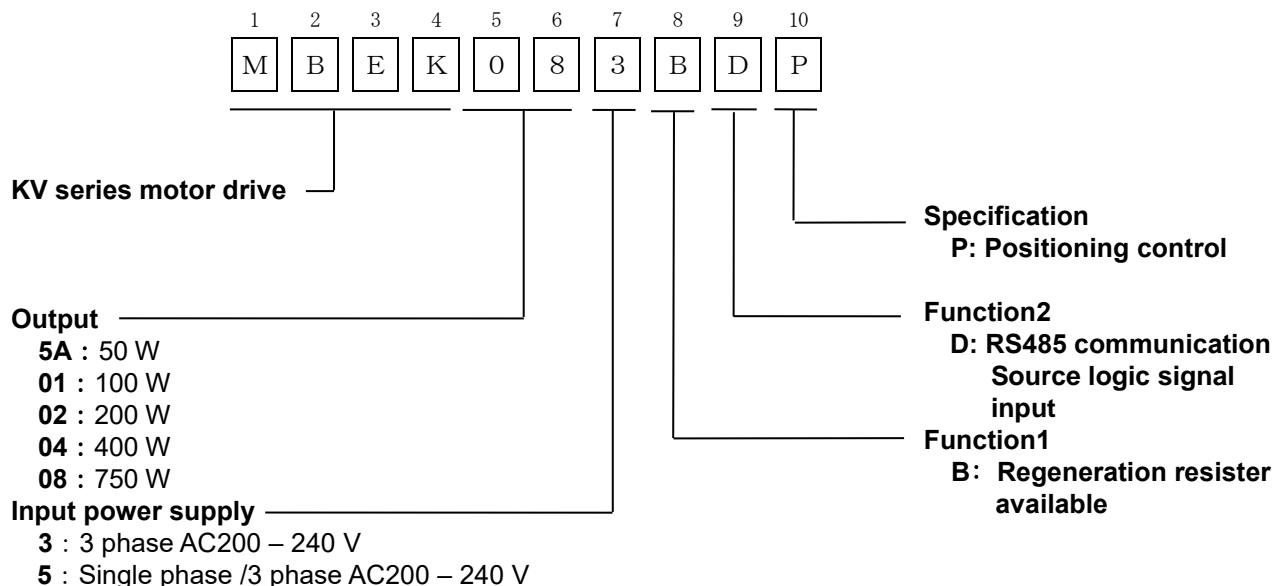 1 2 3 4 5 6 7 8 9 10
M B E K 0 8 3 B D P
KV series motor drive
Output
5A : 50 W
01 : 100 W
02 : 200 W
04 : 400 W
08 : 750 W
Input power supply
3 : 3 phase AC200 – 240 V
5 : Single phase /3 phase AC200 – 240 V
Specification
P: Positioning control
Function2
D: RS485 communication
Source logic signal
input
Function1
B: Regeneration resister
available